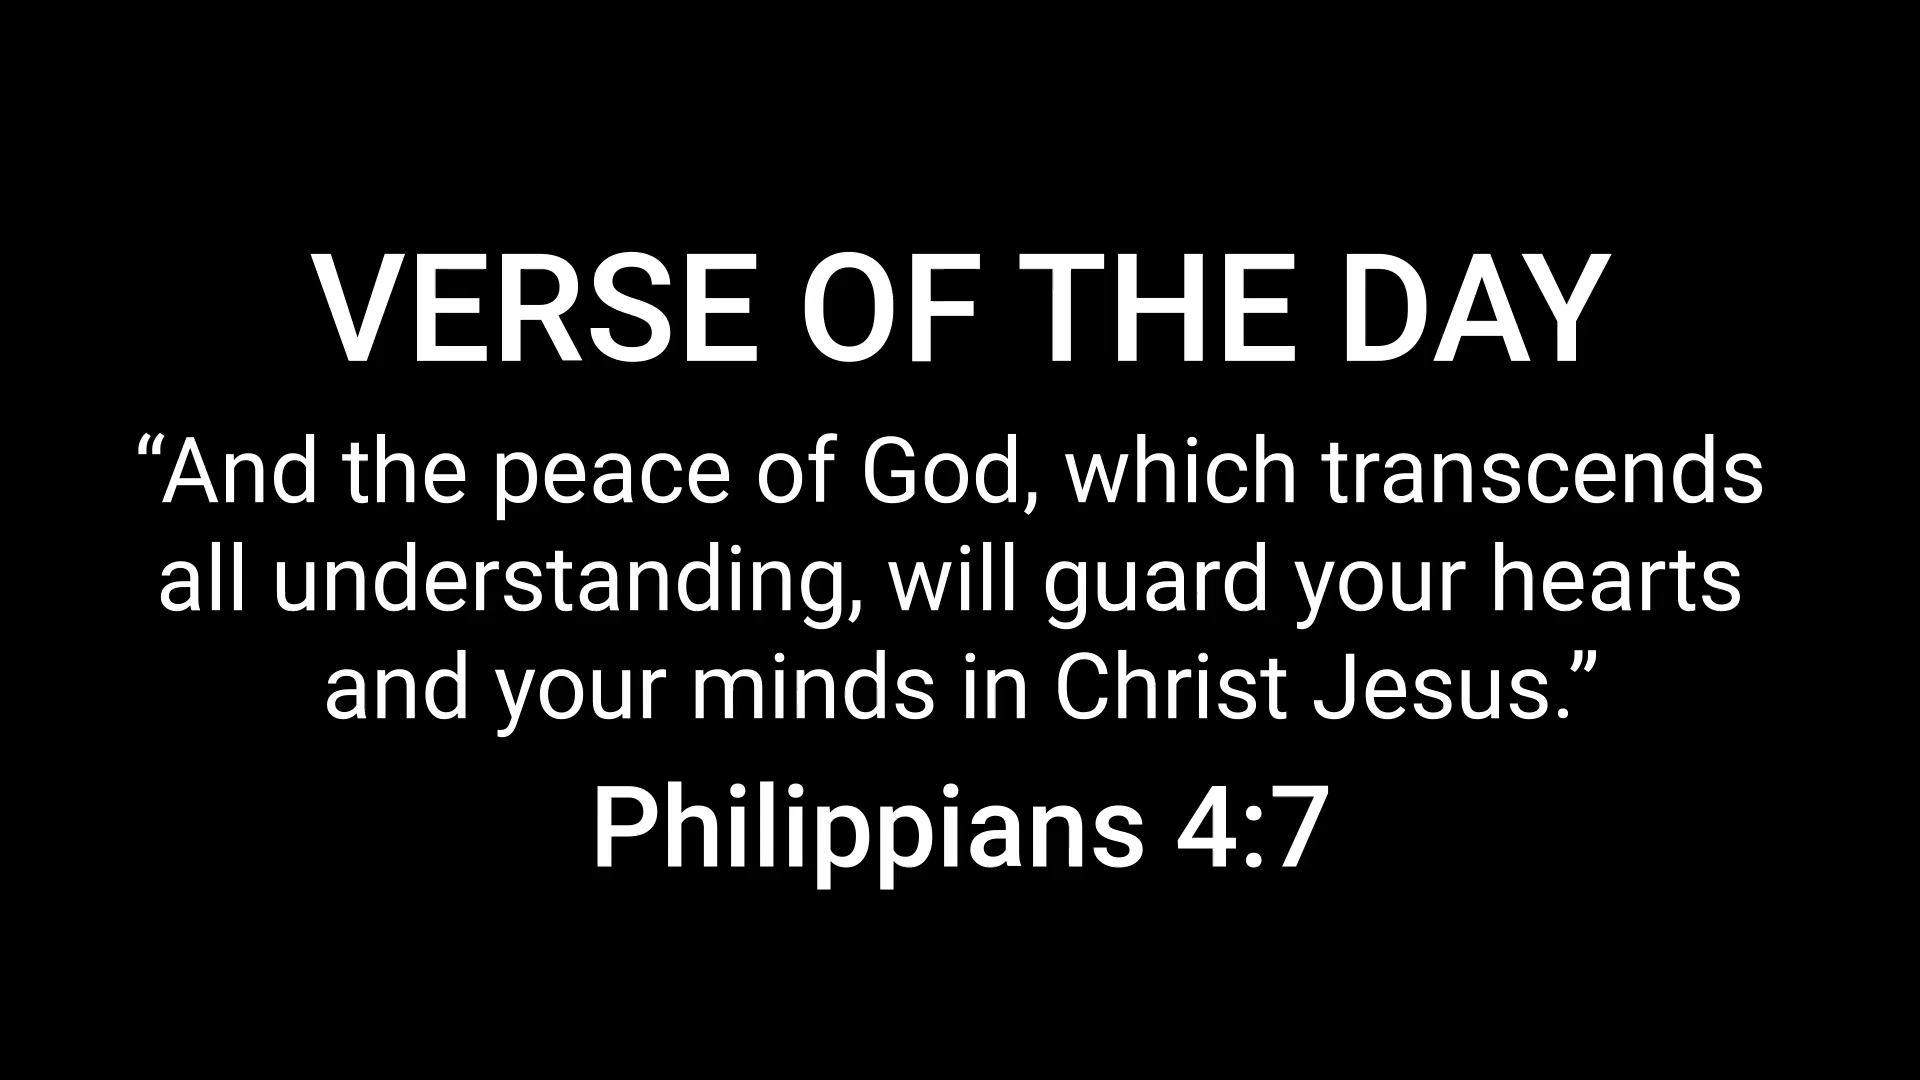 VERSE OF THE DAY
“And the peace of God, which transcends
all understanding, will guard your hearts
and your minds in Christ Jesus.”
Philippians 4:7